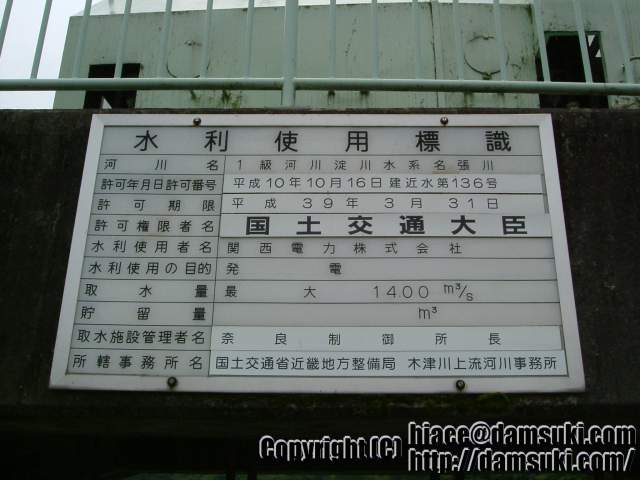 水利使用標識
河川名 1級河川淀川水系名張川
許可年月日許可番号 平成10年10月16日 建近水第136号
許可期限 平成39年3月31日
許可権限者名 国土交通大臣
水利使用者名 関西電力株式会社
水利使用の目的 発電
取水量 最大 14.00 m³/s
貯留量 m³
取水施設管理者名 奈良制御所長
所轄事務所名 国土交通省近畿地方整備局 木津川上流河川事務所
Copyright (C) hiace@damsuki.com
http://damsuki.com/